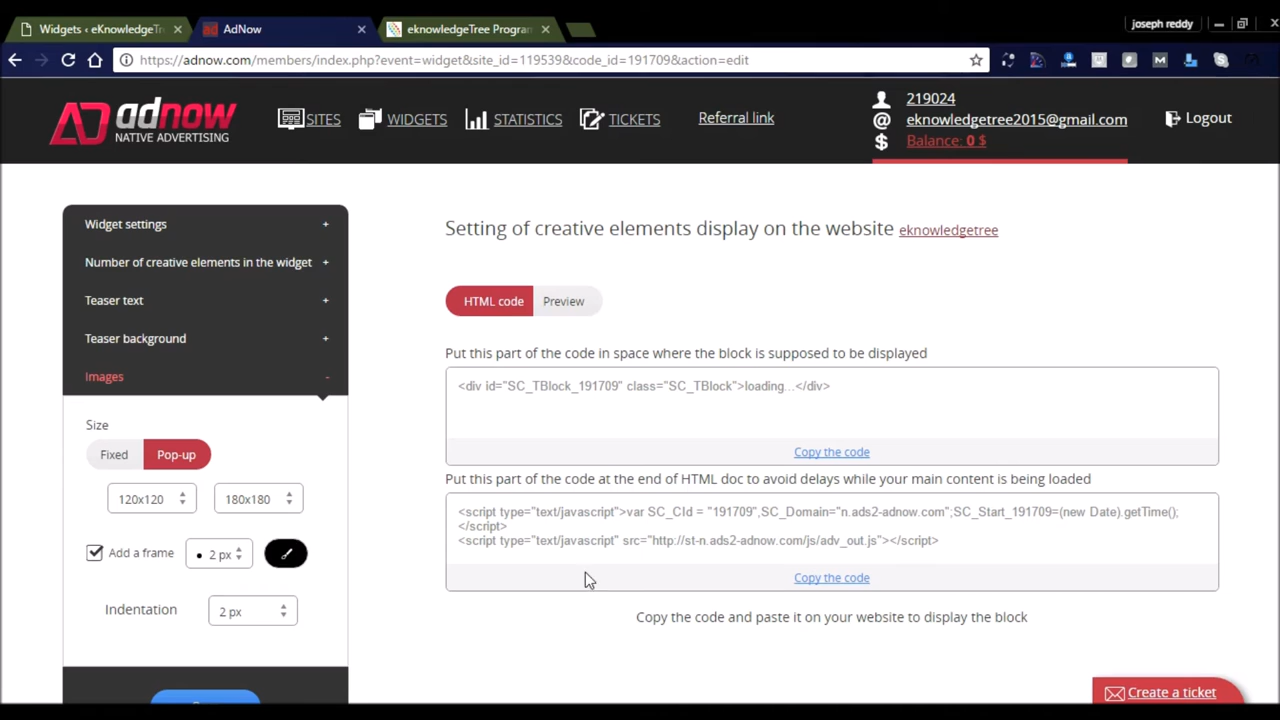 Widgets ‹ eKnowledgeTr
AdNow
eknowledgeTree Progran
joseph reddy
https://adnow.com/members/index.php?event=widget&site_id=119539&code_id=191709&action=edit
adnow
NATIVE ADVERTISING
SITES
WIDGETS
STATISTICS
TICKETS
Referral link
219024
@ eknowledgetree2015@gmail.com
$ Balance: 0 $
Logout
Widget settings +
Number of creative elements in the widget +
Teaser text +
Teaser background +
Images -
Size
Fixed
Pop-up
120x120
180x180
Add a frame
2 px
Indentation
2 px
Setting of creative elements display on the website eknowledgetree
HTML code
Preview
Put this part of the code in space where the block is supposed to be displayed
<div id="SC_TBlock_191709" class="SC_TBlock">loading...</div>
Copy the code
Put this part of the code at the end of HTML doc to avoid delays while your main content is being loaded
<script type="text/javascript">var SC_CId = "191709",SC_Domain="n.ads2-adnow.com";SC_Start_191709=(new Date).getTime();
</script>
<script type="text/javascript" src="http://st-n.ads2-adnow.com/js/adv_out.js"></script>
Copy the code
Copy the code and paste it on your website to display the block
Create a ticket